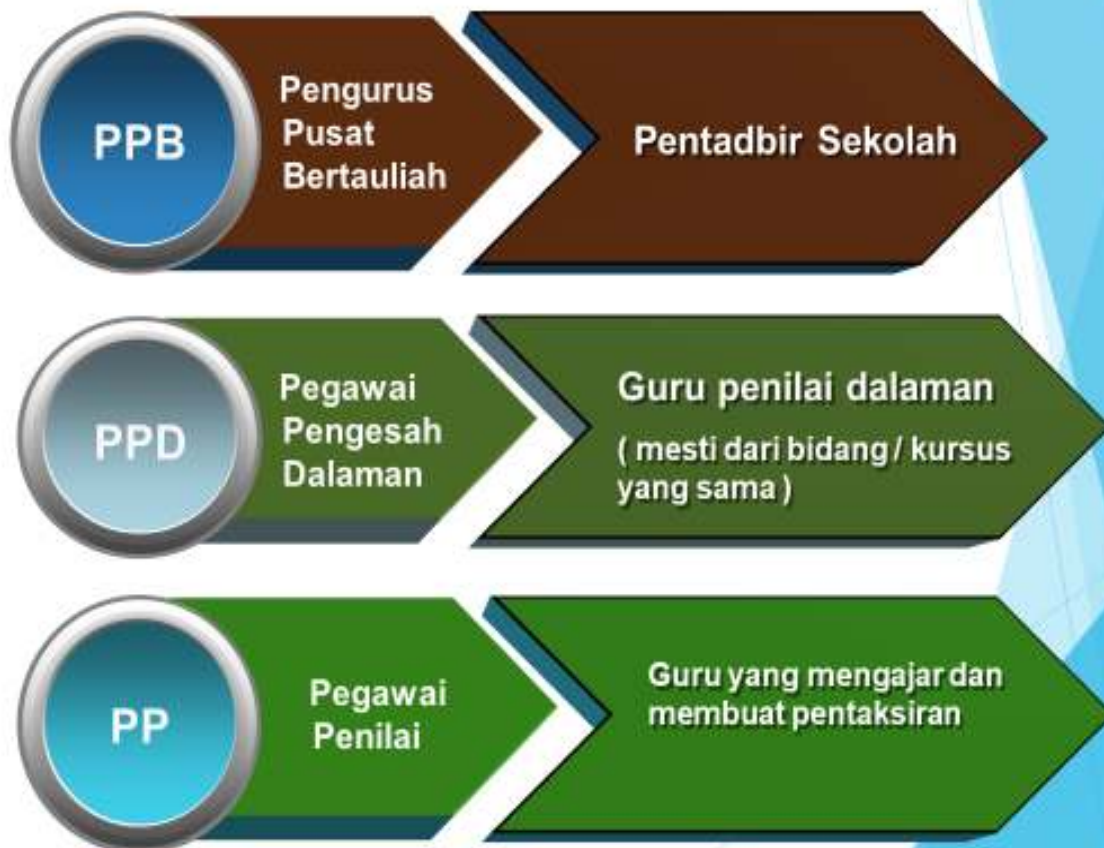 PPB
Pengurus
Pusat
Bertauliah
Pentadbir Sekolah
PPD
Pegawai
Pengesah
Dalaman
Guru penilai dalaman
( mesti dari bidang / kursus
yang sama )
PP
Pegawai
Penilai
Guru yang mengajar dan
membuat pentaksiran